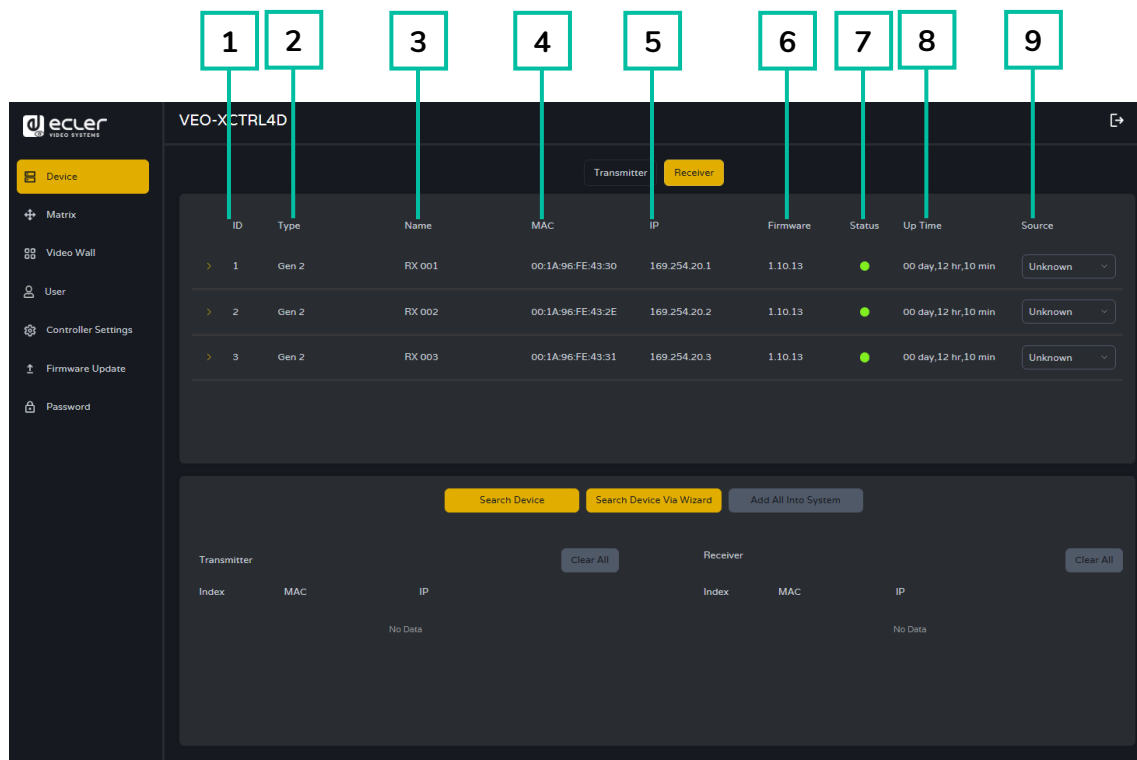 1 2 3 4 5 6 7 8 9
ecler
VIDEO SYSTEMS
VEO-XCTRL4D
Device
Matrix
Video Wall
User
Controller Settings
Firmware Update
Password
Transmitter Receiver
ID Type Name MAC IP Firmware Status Up Time Source
1 Gen 2 RX 001 00:1A:96:FE:43:30 169.254.20.1 1.10.13 00 day,12 hr,10 min Unknown
2 Gen 2 RX 002 00:1A:96:FE:43:2E 169.254.20.2 1.10.13 00 day,12 hr,10 min Unknown
3 Gen 2 RX 003 00:1A:96:FE:43:31 169.254.20.3 1.10.13 00 day,12 hr,10 min Unknown
Search Device Search Device Via Wizard Add All Into System
Transmitter Clear All Receiver Clear All
Index MAC IP Index MAC IP
No Data No Data